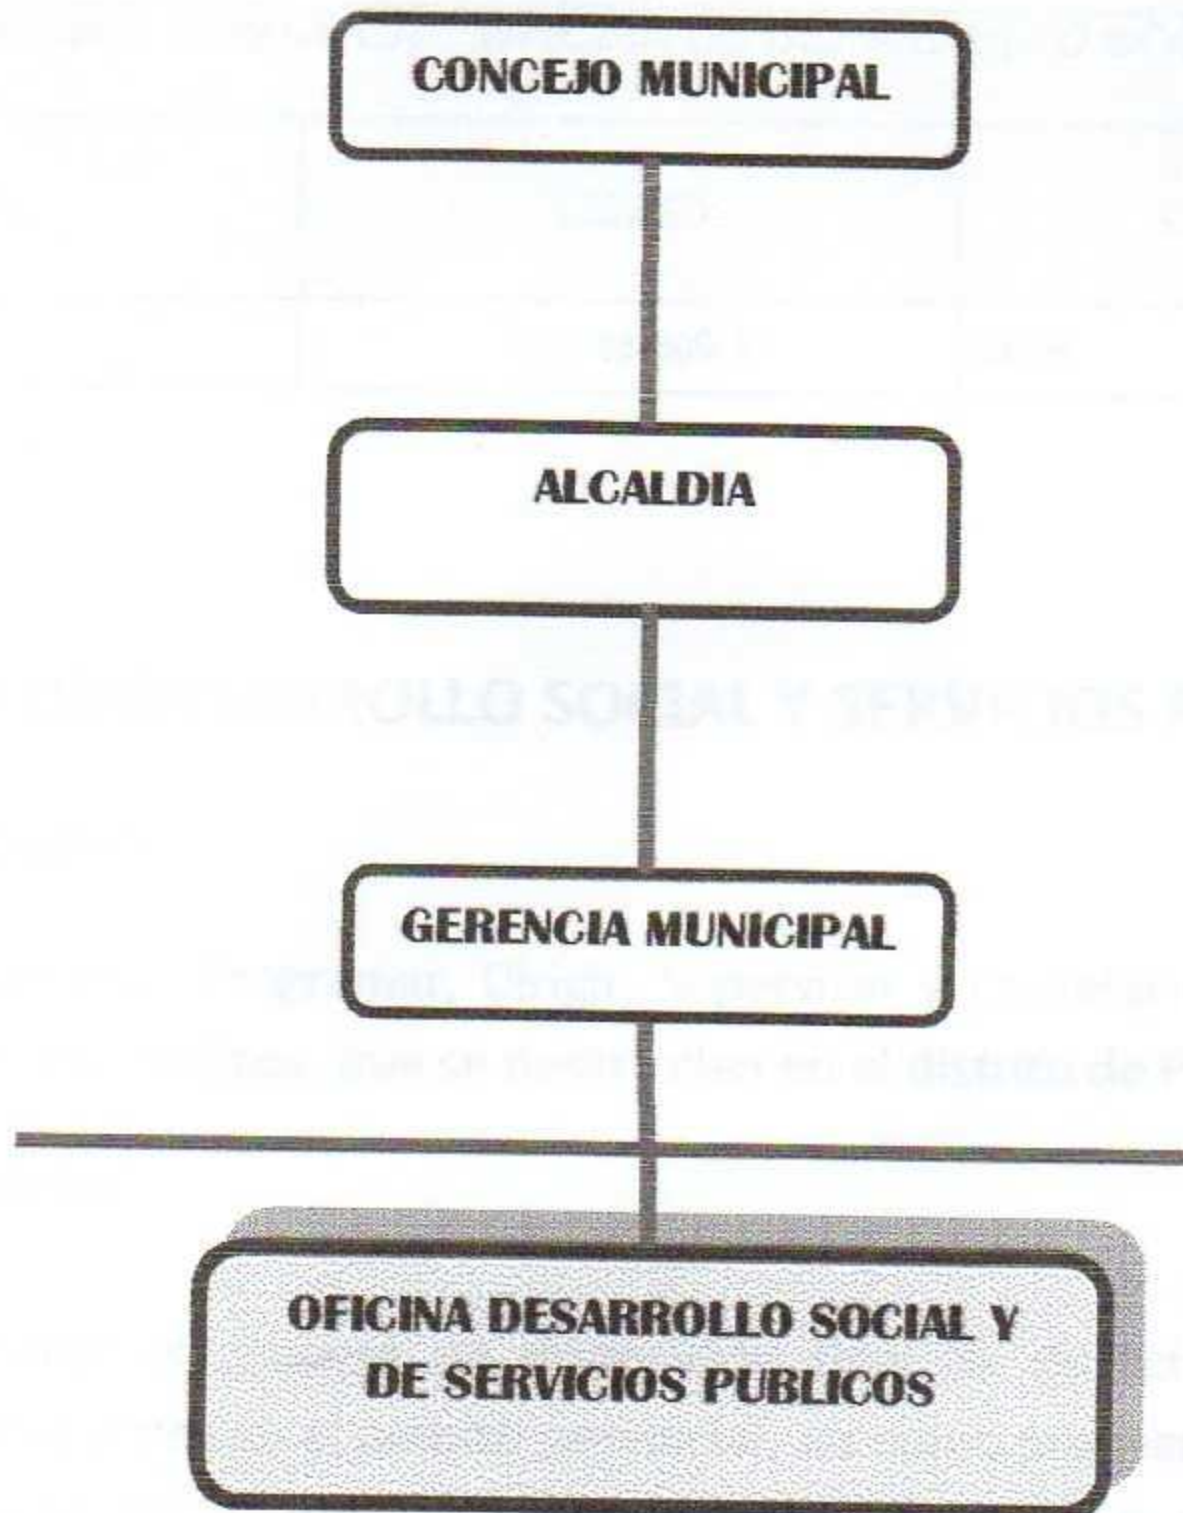 CONCEJO MUNICIPAL
ALCALDIA
GERENCIA MUNICIPAL
OFICINA DESARROLLO SOCIAL Y
DE SERVICIOS PUBLICOS